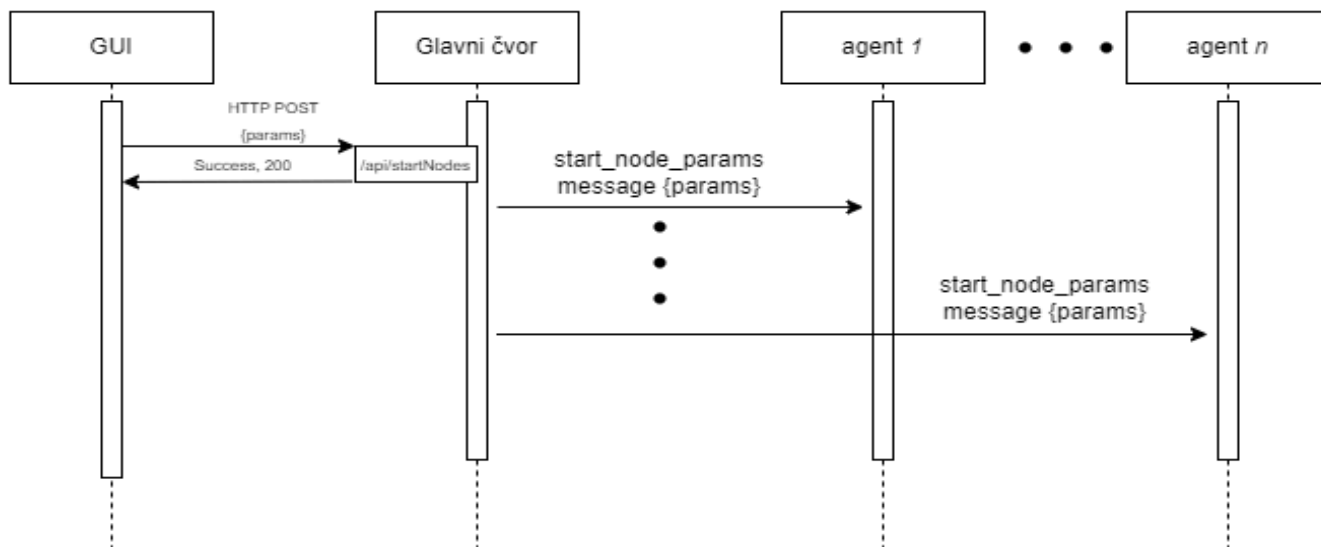 GUI
Glavni čvor
agent 1
agent n
HTTP POST
{params}
Success, 200
/api/startNodes
start_node_params
message {params}
start_node_params
message {params}